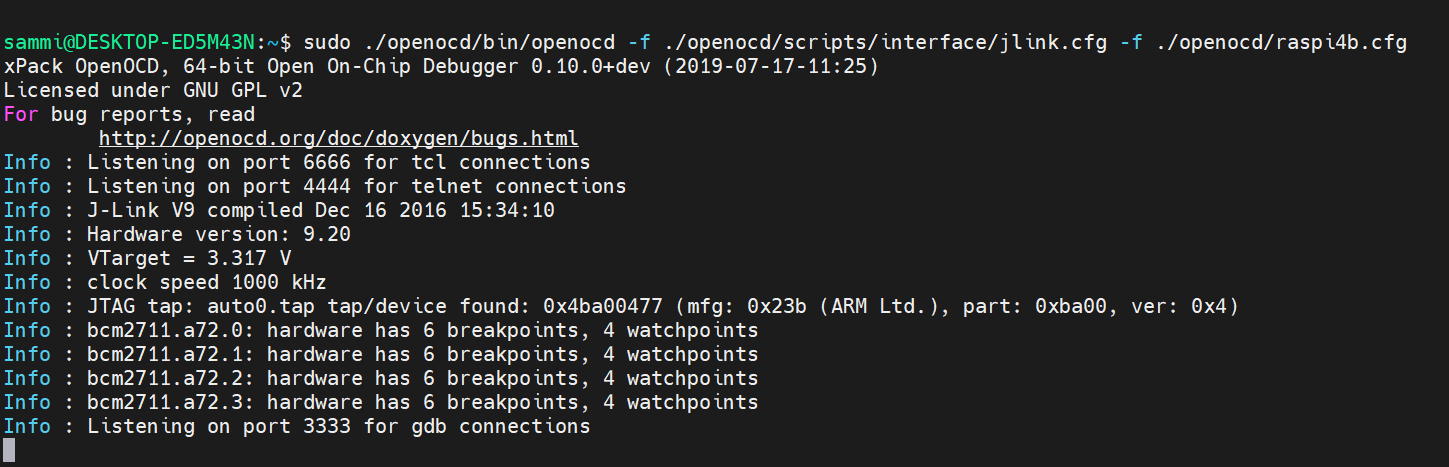 sammi@DESKTOP-ED5M43N:~$ sudo ./openocd/bin/openocd -f ./openocd/scripts/interface/jlink.cfg -f ./openocd/raspi4b.cfg
xPack OpenOCD, 64-bit Open On-Chip Debugger 0.10.0+dev (2019-07-17-11:25)
Licensed under GNU GPL v2
For bug reports, read
        http://openocd.org/doc/doxygen/bugs.html
Info : Listening on port 6666 for tcl connections
Info : Listening on port 4444 for telnet connections
Info : J-Link V9 compiled Dec 16 2016 15:34:10
Info : Hardware version: 9.20
Info : VTarget = 3.317 V
Info : clock speed 1000 kHz
Info : JTAG tap: auto0.tap tap/device found: 0x4ba00477 (mfg: 0x23b (ARM Ltd.), part: 0xba00, ver: 0x4)
Info : bcm2711.a72.0: hardware has 6 breakpoints, 4 watchpoints
Info : bcm2711.a72.1: hardware has 6 breakpoints, 4 watchpoints
Info : bcm2711.a72.2: hardware has 6 breakpoints, 4 watchpoints
Info : bcm2711.a72.3: hardware has 6 breakpoints, 4 watchpoints
Info : Listening on port 3333 for gdb connections